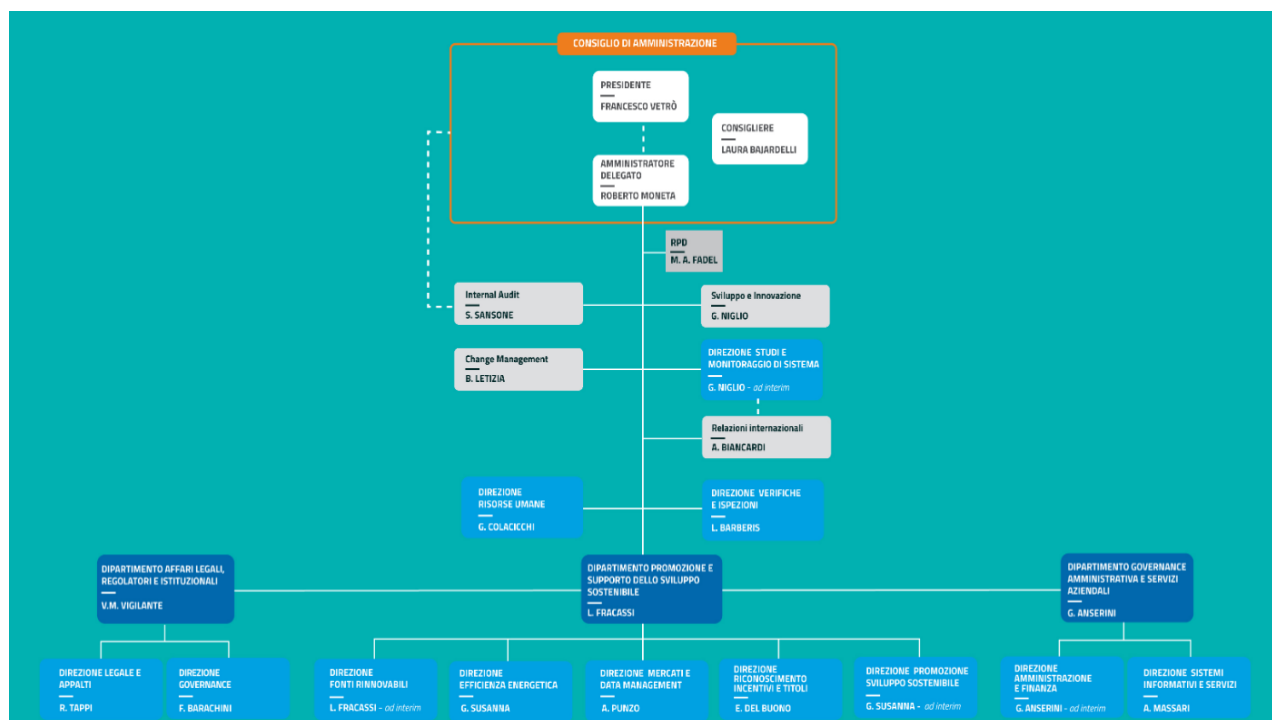 CONSIGLIO DI AMMINISTRAZIONE
PRESIDENTE
FRANCESCO VETRÒ
CONSIGLIERE
LAURA BAJARDELLI
AMMINISTRATORE
DELEGATO
ROBERTO MONETA
RPD
M. A. FADEL
Internal Audit
S. SANSONE
Sviluppo e Innovazione
G. NIGLIO
Change Management
B. LETIZIA
DIREZIONE STUDI E
MONITORAGGIO DI SISTEMA
G. NIGLIO - ad interim
Relazioni internazionali
A. BIANCARDI
DIREZIONE
RISORSE UMANE
G. COLACICCHI
DIREZIONE VERIFICHE
E ISPEZIONI
L. BARBERIS
DIPARTIMENTO AFFARI LEGALI,
REGOLATORI E ISTITUZIONALI
V.M. VIGILANTE
DIPARTIMENTO PROMOZIONE E
SUPPORTO DELLO SVILUPPO
SOSTENIBILE
L. FRACASSI
DIPARTIMENTO GOVERNANCE
AMMINISTRATIVA E SERVIZI
AZIENDALI
G. ANSERINI
DIREZIONE LEGALE E
APPALTI
R. TAPPI
DIREZIONE
GOVERNANCE
F. BARACHINI
DIREZIONE
FONTI RINNOVABILI
L. FRACASSI - ad interim
DIREZIONE
EFFICIENZA ENERGETICA
G. SUSANNA
DIREZIONE MERCATI E
DATA MANAGEMENT
A. PUNZO
DIREZIONE
RICONOSCIMENTO
INCENTIVI E TITOLI
E. DEL BUONO
DIREZIONE PROMOZIONE
SVILUPPO SOSTENIBILE
G. SUSANNA - ad interim
DIREZIONE
AMMINISTRAZIONE
E FINANZA
G. ANSERINI - ad interim
DIREZIONE SISTEMI
INFORMATIVI E SERVIZI
A. MASSARI